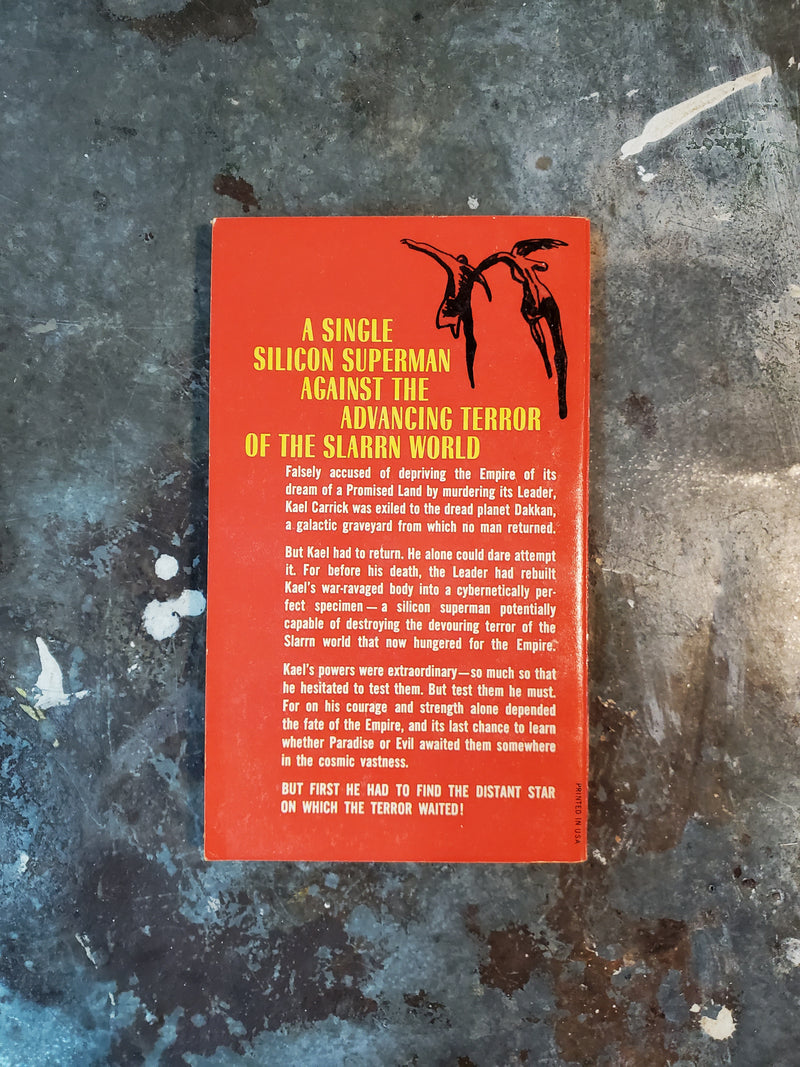 A SINGLE
SILICON SUPERMAN
AGAINST THE
ADVANCING TERROR
OF THE SLARRN WORLD
Falsely accused of depriving the Empire of its
dream of a Promised Land by murdering its Leader,
Kael Carrick was exiled to the dread planet Dakkan,
a galactic graveyard from which no man returned.
But Kael had to return. He alone could dare attempt
it. For before his death, the Leader had rebuilt
Kael's war-ravaged body into a cybernetically per-
fect specimen — a silicon superman potentially
capable of destroying the devouring terror of the
Slarrn world that now hungered for the Empire.
Kael's powers were extraordinary—so much so that
he hesitated to test them. But test them he must.
For on his courage and strength alone depended
the fate of the Empire, and its last chance to learn
whether Paradise or Evil awaited them somewhere
in the cosmic vastness.
BUT FIRST HE HAD TO FIND THE DISTANT STAR
ON WHICH THE TERROR WAITED!
PRINTED IN USA